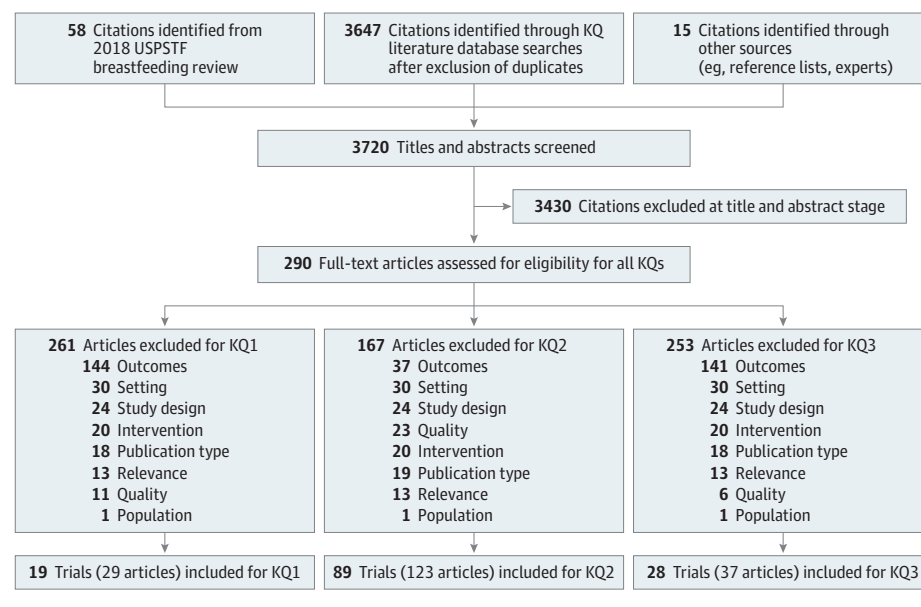 58 Citations identified from
2018 USPSTF
breastfeeding review
3647 Citations identified through KQ
literature database searches
after exclusion of duplicates
15 Citations identified through
other sources
(eg, reference lists, experts)
3720 Titles and abstracts screened
3430 Citations excluded at title and abstract stage
290 Full-text articles assessed for eligibility for all KQs
261 Articles excluded for KQ1
144 Outcomes
30 Setting
24 Study design
20 Intervention
18 Publication type
13 Relevance
11 Quality
1 Population
167 Articles excluded for KQ2
37 Outcomes
30 Setting
24 Study design
23 Quality
20 Intervention
19 Publication type
13 Relevance
1 Population
253 Articles excluded for KQ3
141 Outcomes
30 Setting
24 Study design
20 Intervention
18 Publication type
13 Relevance
6 Quality
1 Population
19 Trials (29 articles) included for KQ1
89 Trials (123 articles) included for KQ2
28 Trials (37 articles) included for KQ3